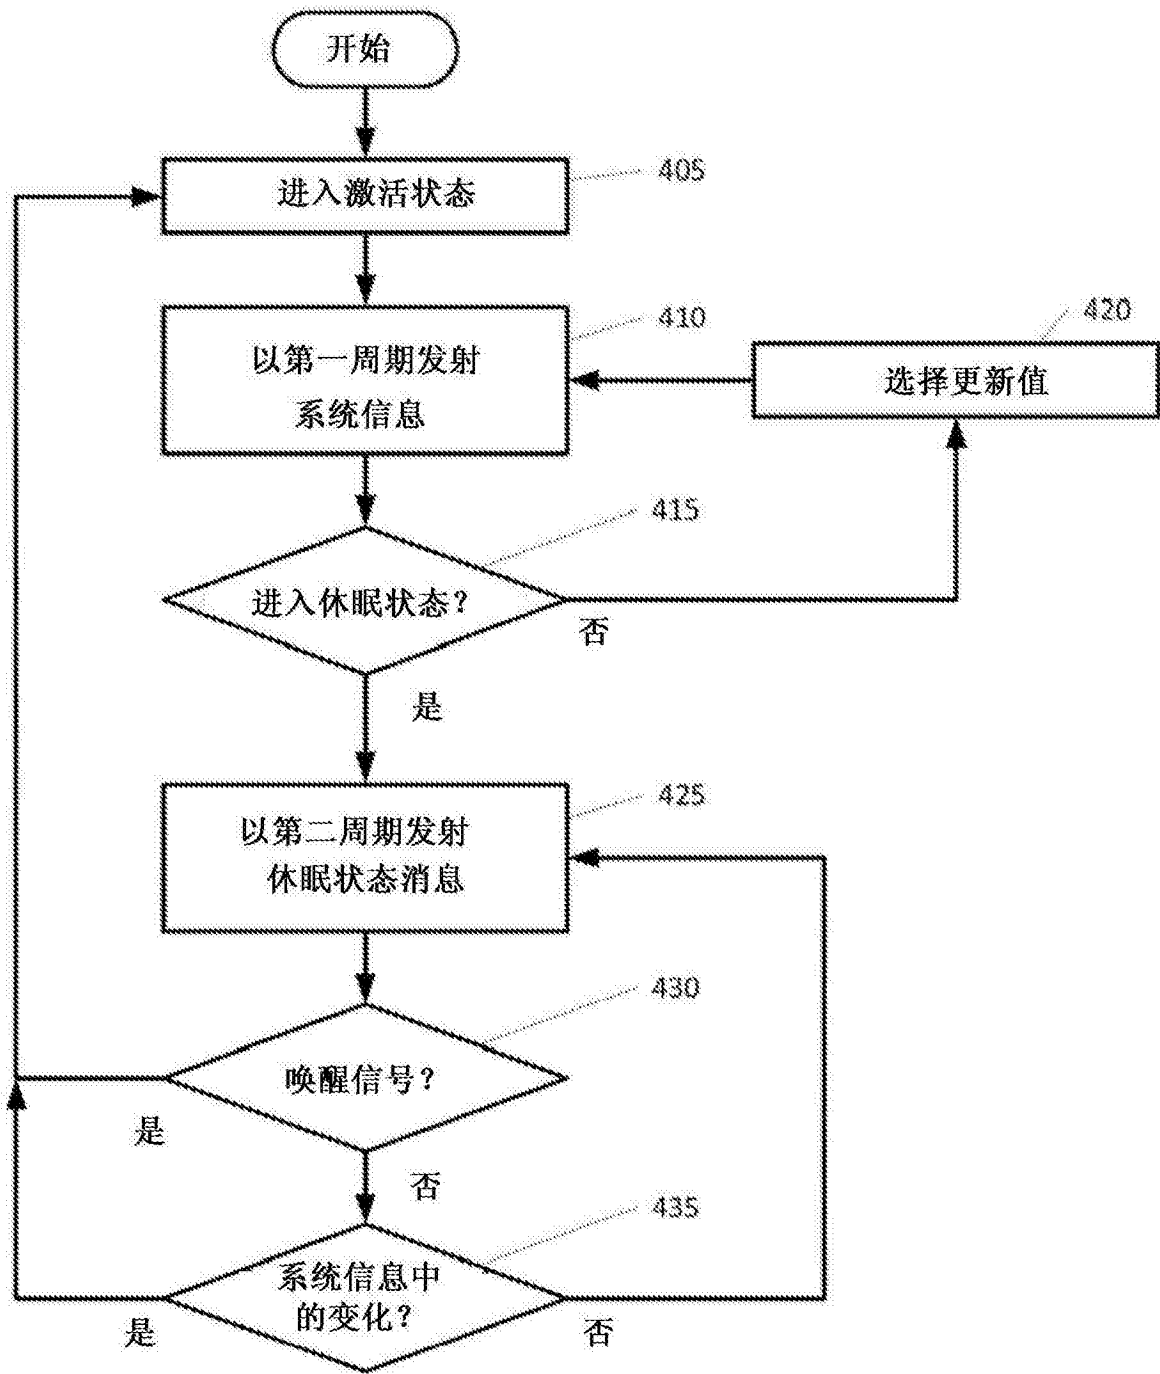 开始
进入激活状态
405
以第一周期发射
系统信息
410
选择更新值
420
进入休眠状态？
415
否
是
以第二周期发射
休眠状态消息
425
唤醒信号？
430
是
否
系统信息中
的变化？
435
是
否